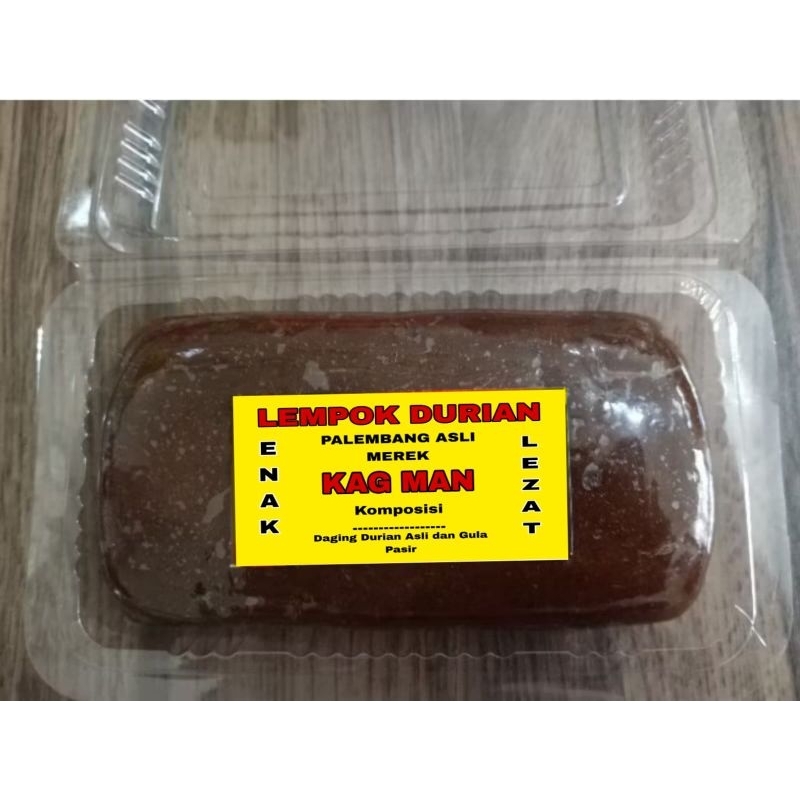 LEMPOK DURIAN
PALEMBANG ASLI
MEREK
KAG MAN
Komposisi
------------------
Daging Durian Asli dan Gula
Pasir
ENAK
LEZAT